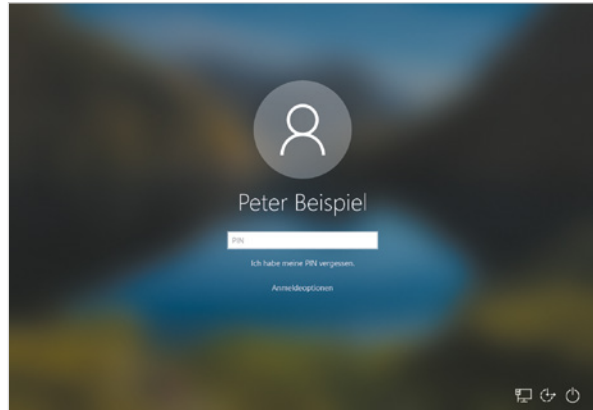 Peter Beispiel
PIN
Ich habe meine PIN vergessen.
Anmeldeoptionen